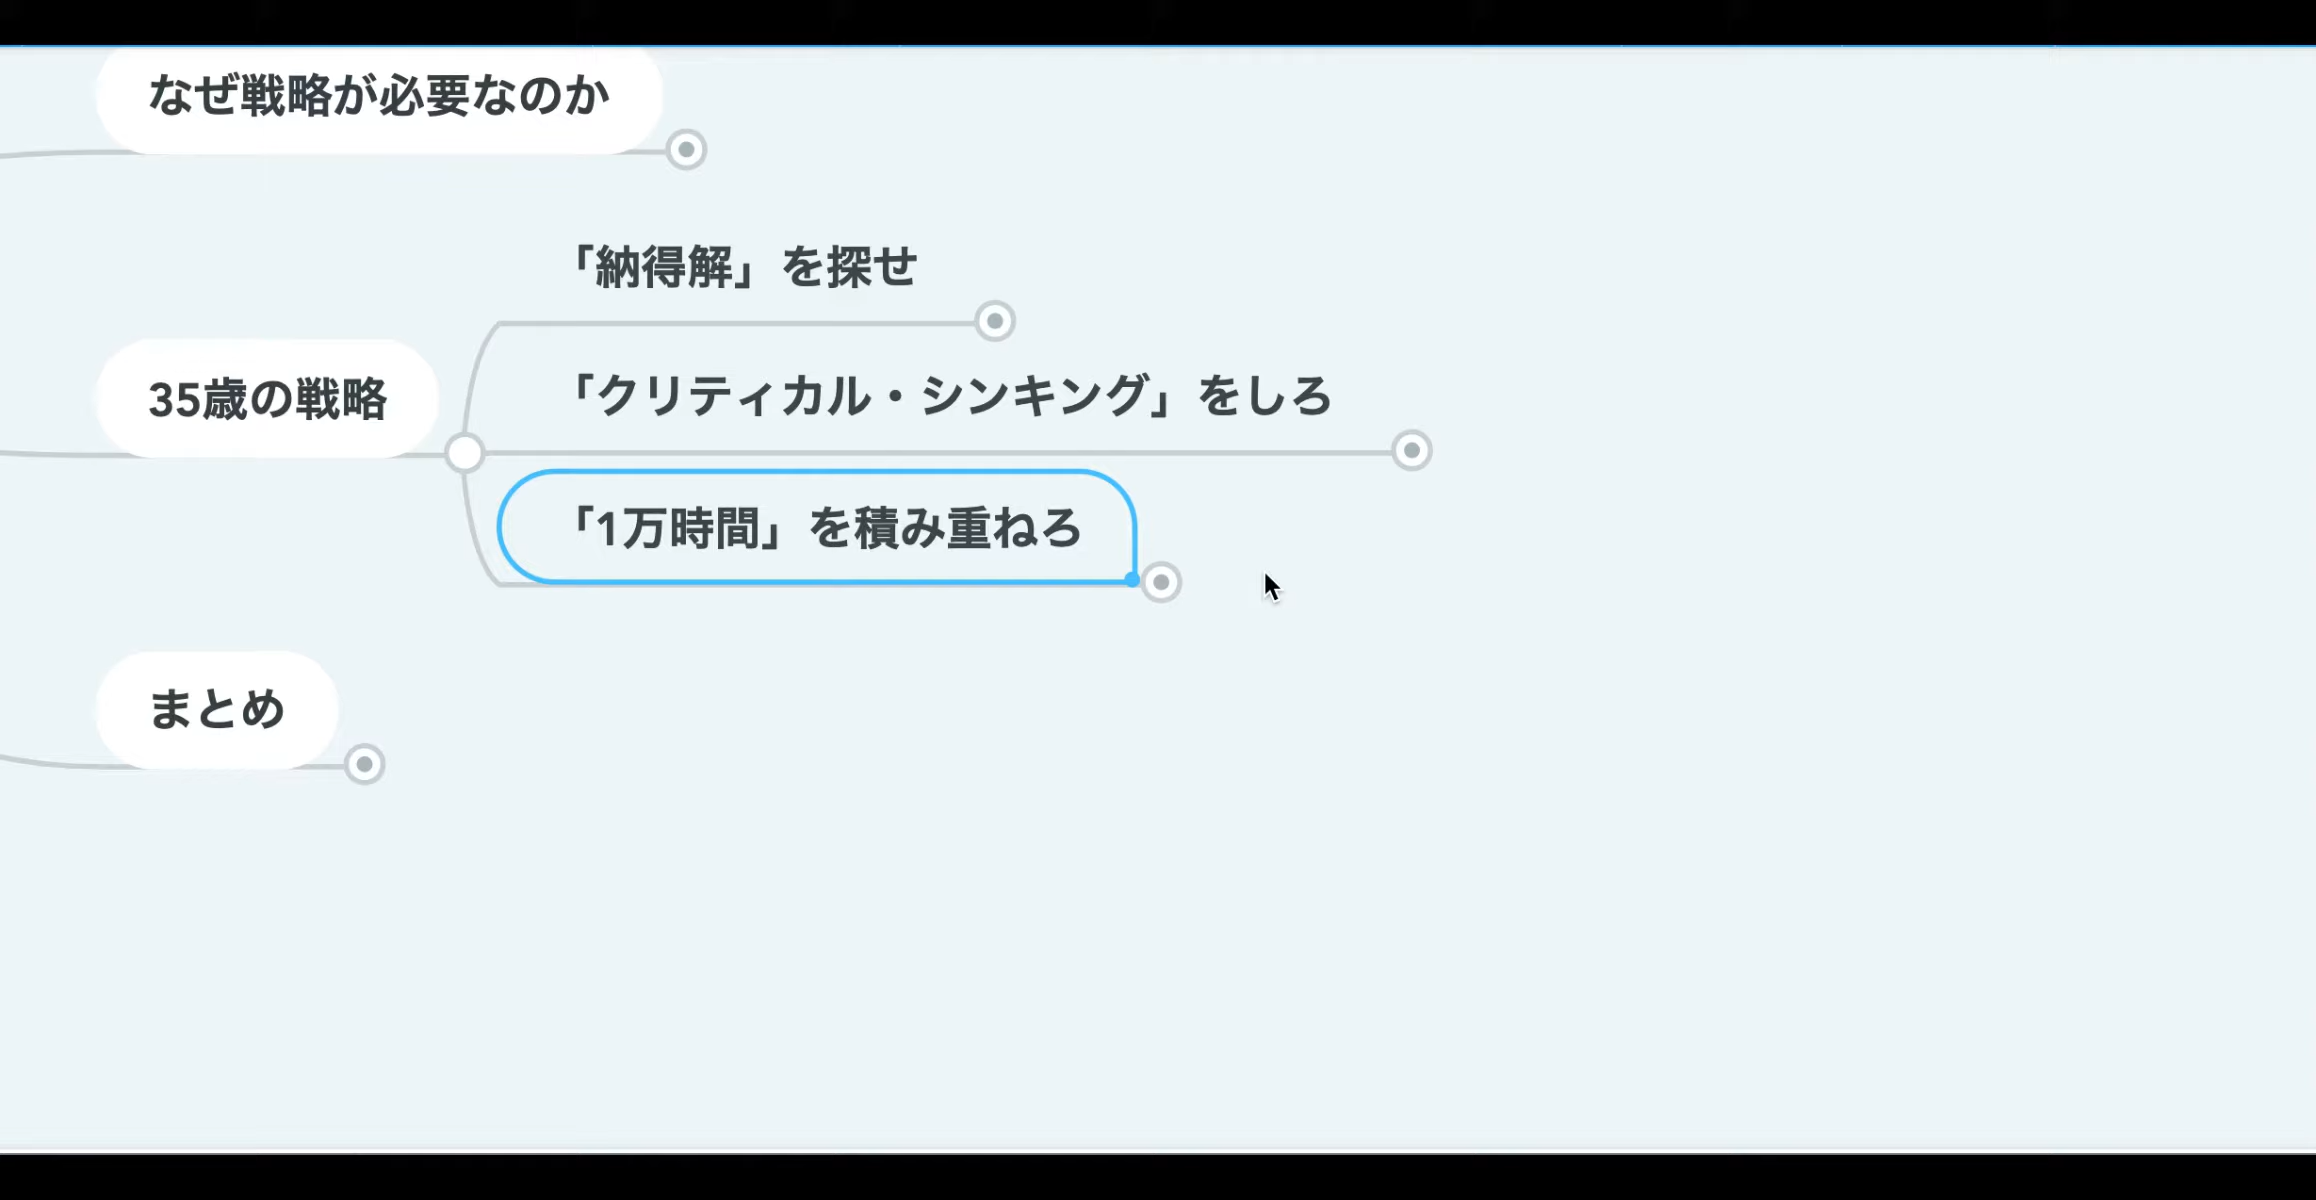 なぜ戦略が必要なのか
「納得解」を探せ
「クリティカル・シンキング」をしろ
35歳の戦略
「1万時間」を積み重ねろ
まとめ